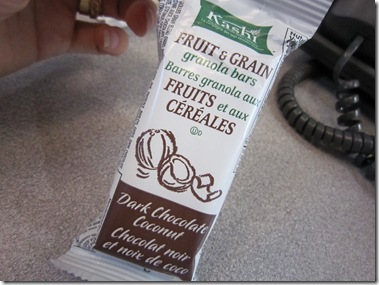 Kashi
FRUIT & GRAIN
granola bars
Barres granola aux
FRUITS et aux
CÉRÉALES
Dark Chocolate
Coconut
Chocolat noir
et noix de coco